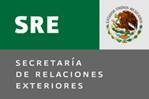 SRE
SECRETARÍA
DE RELACIONES
EXTERIORES